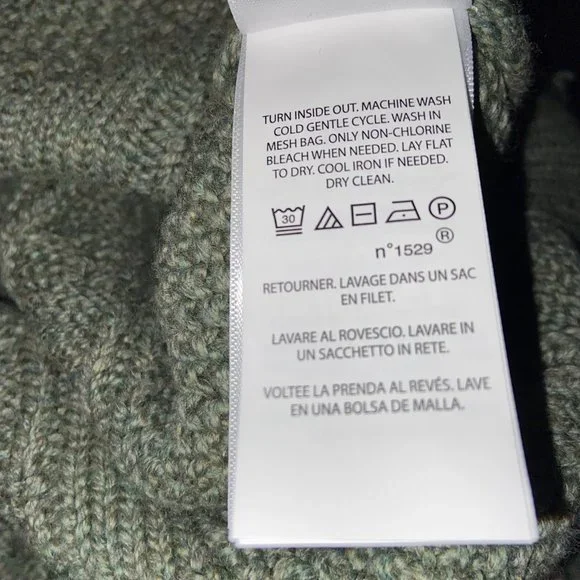 TURN INSIDE OUT. MACHINE WASH
COLD GENTLE CYCLE. WASH IN
MESH BAG. ONLY NON-CHLORINE
BLEACH WHEN NEEDED. LAY FLAT
TO DRY. COOL IRON IF NEEDED.
DRY CLEAN.
30 P
n°1529 ®
RETOURNER. LAVAGE DANS UN SAC
EN FILET.
LAVARE AL ROVESCIO. LAVARE IN
UN SACCHETTO IN RETE.
VOLTEE LA PRENDA AL REVÉS. LAVE
EN UNA BOLSA DE MALLA.